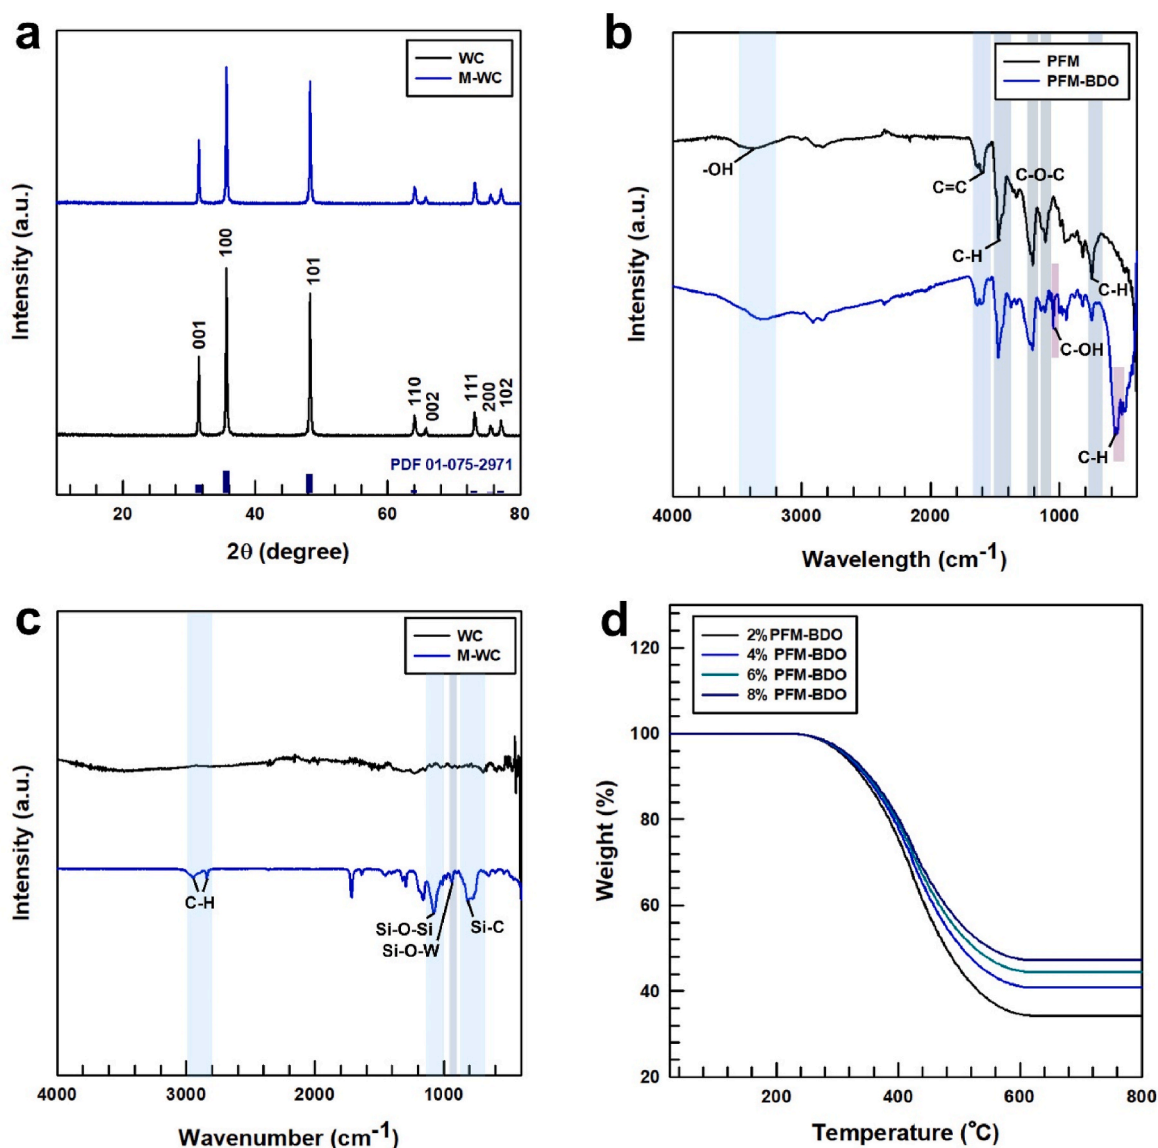 a
WC
M-WC
Intensity (a.u.)
001
100
101
110
002
111
200
102
PDF 01-075-2971
20
40
60
80
2θ (degree)
b
PFM
PFM-BDO
Intensity (a.u.)
-OH
C=C
C-O-C
C-H
C-H
C-OH
C-H
4000
3000
2000
1000
Wavelength (cm-1)
c
WC
M-WC
Intensity (a.u.)
C-H
Si-O-Si
Si-O-W
Si-C
4000
3000
2000
1000
Wavenumber (cm-1)
d
2% PFM-BDO
4% PFM-BDO
6% PFM-BDO
8% PFM-BDO
Weight (%)
120
100
80
60
40
20
200
400
600
800
Temperature (°C)